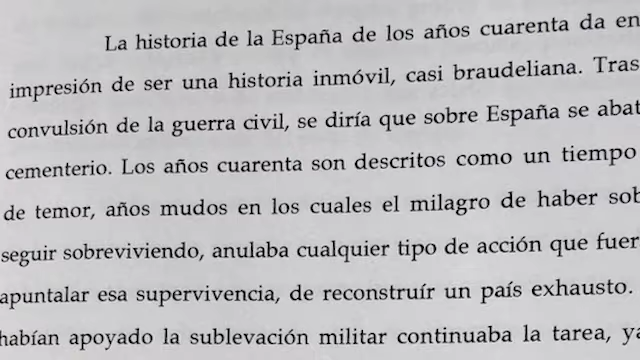 La historia de la España de los años cuarenta da en
impresión de ser una historia inmóvil, casi braudeliana. Tras
convulsión de la guerra civil, se diría que sobre España se abat
cementerio. Los años cuarenta son descritos como un tiempo
de temor, años mudos en los cuales el milagro de haber sob
seguir sobreviviendo, anulaba cualquier tipo de acción que fuer
apuntalar esa supervivencia, de reconstruír un país exhausto.
habían apoyado la sublevación militar continuaba la tarea, ya